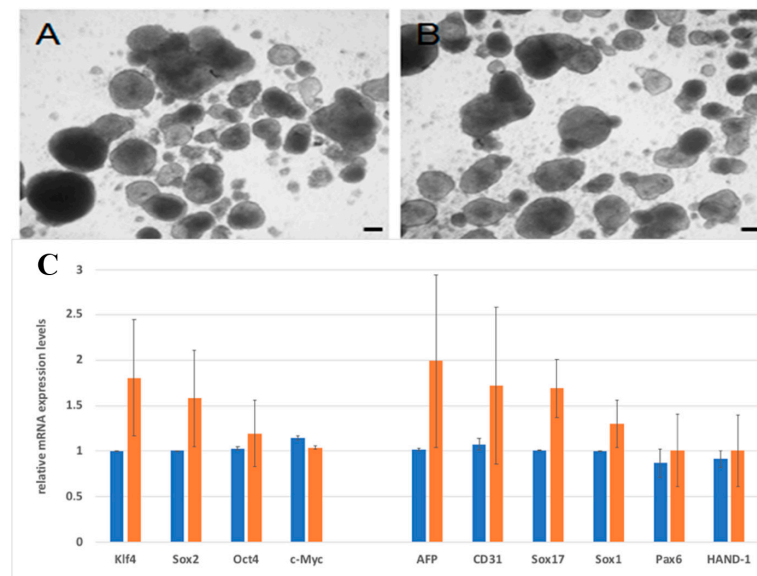 A
B
C
3
2.5
2
1.5
1
0.5
0
relative mRNA expression levels
Klf4 Sox2 Oct4 c-Myc AFP CD31 Sox17 Sox1 Pax6 HAND-1